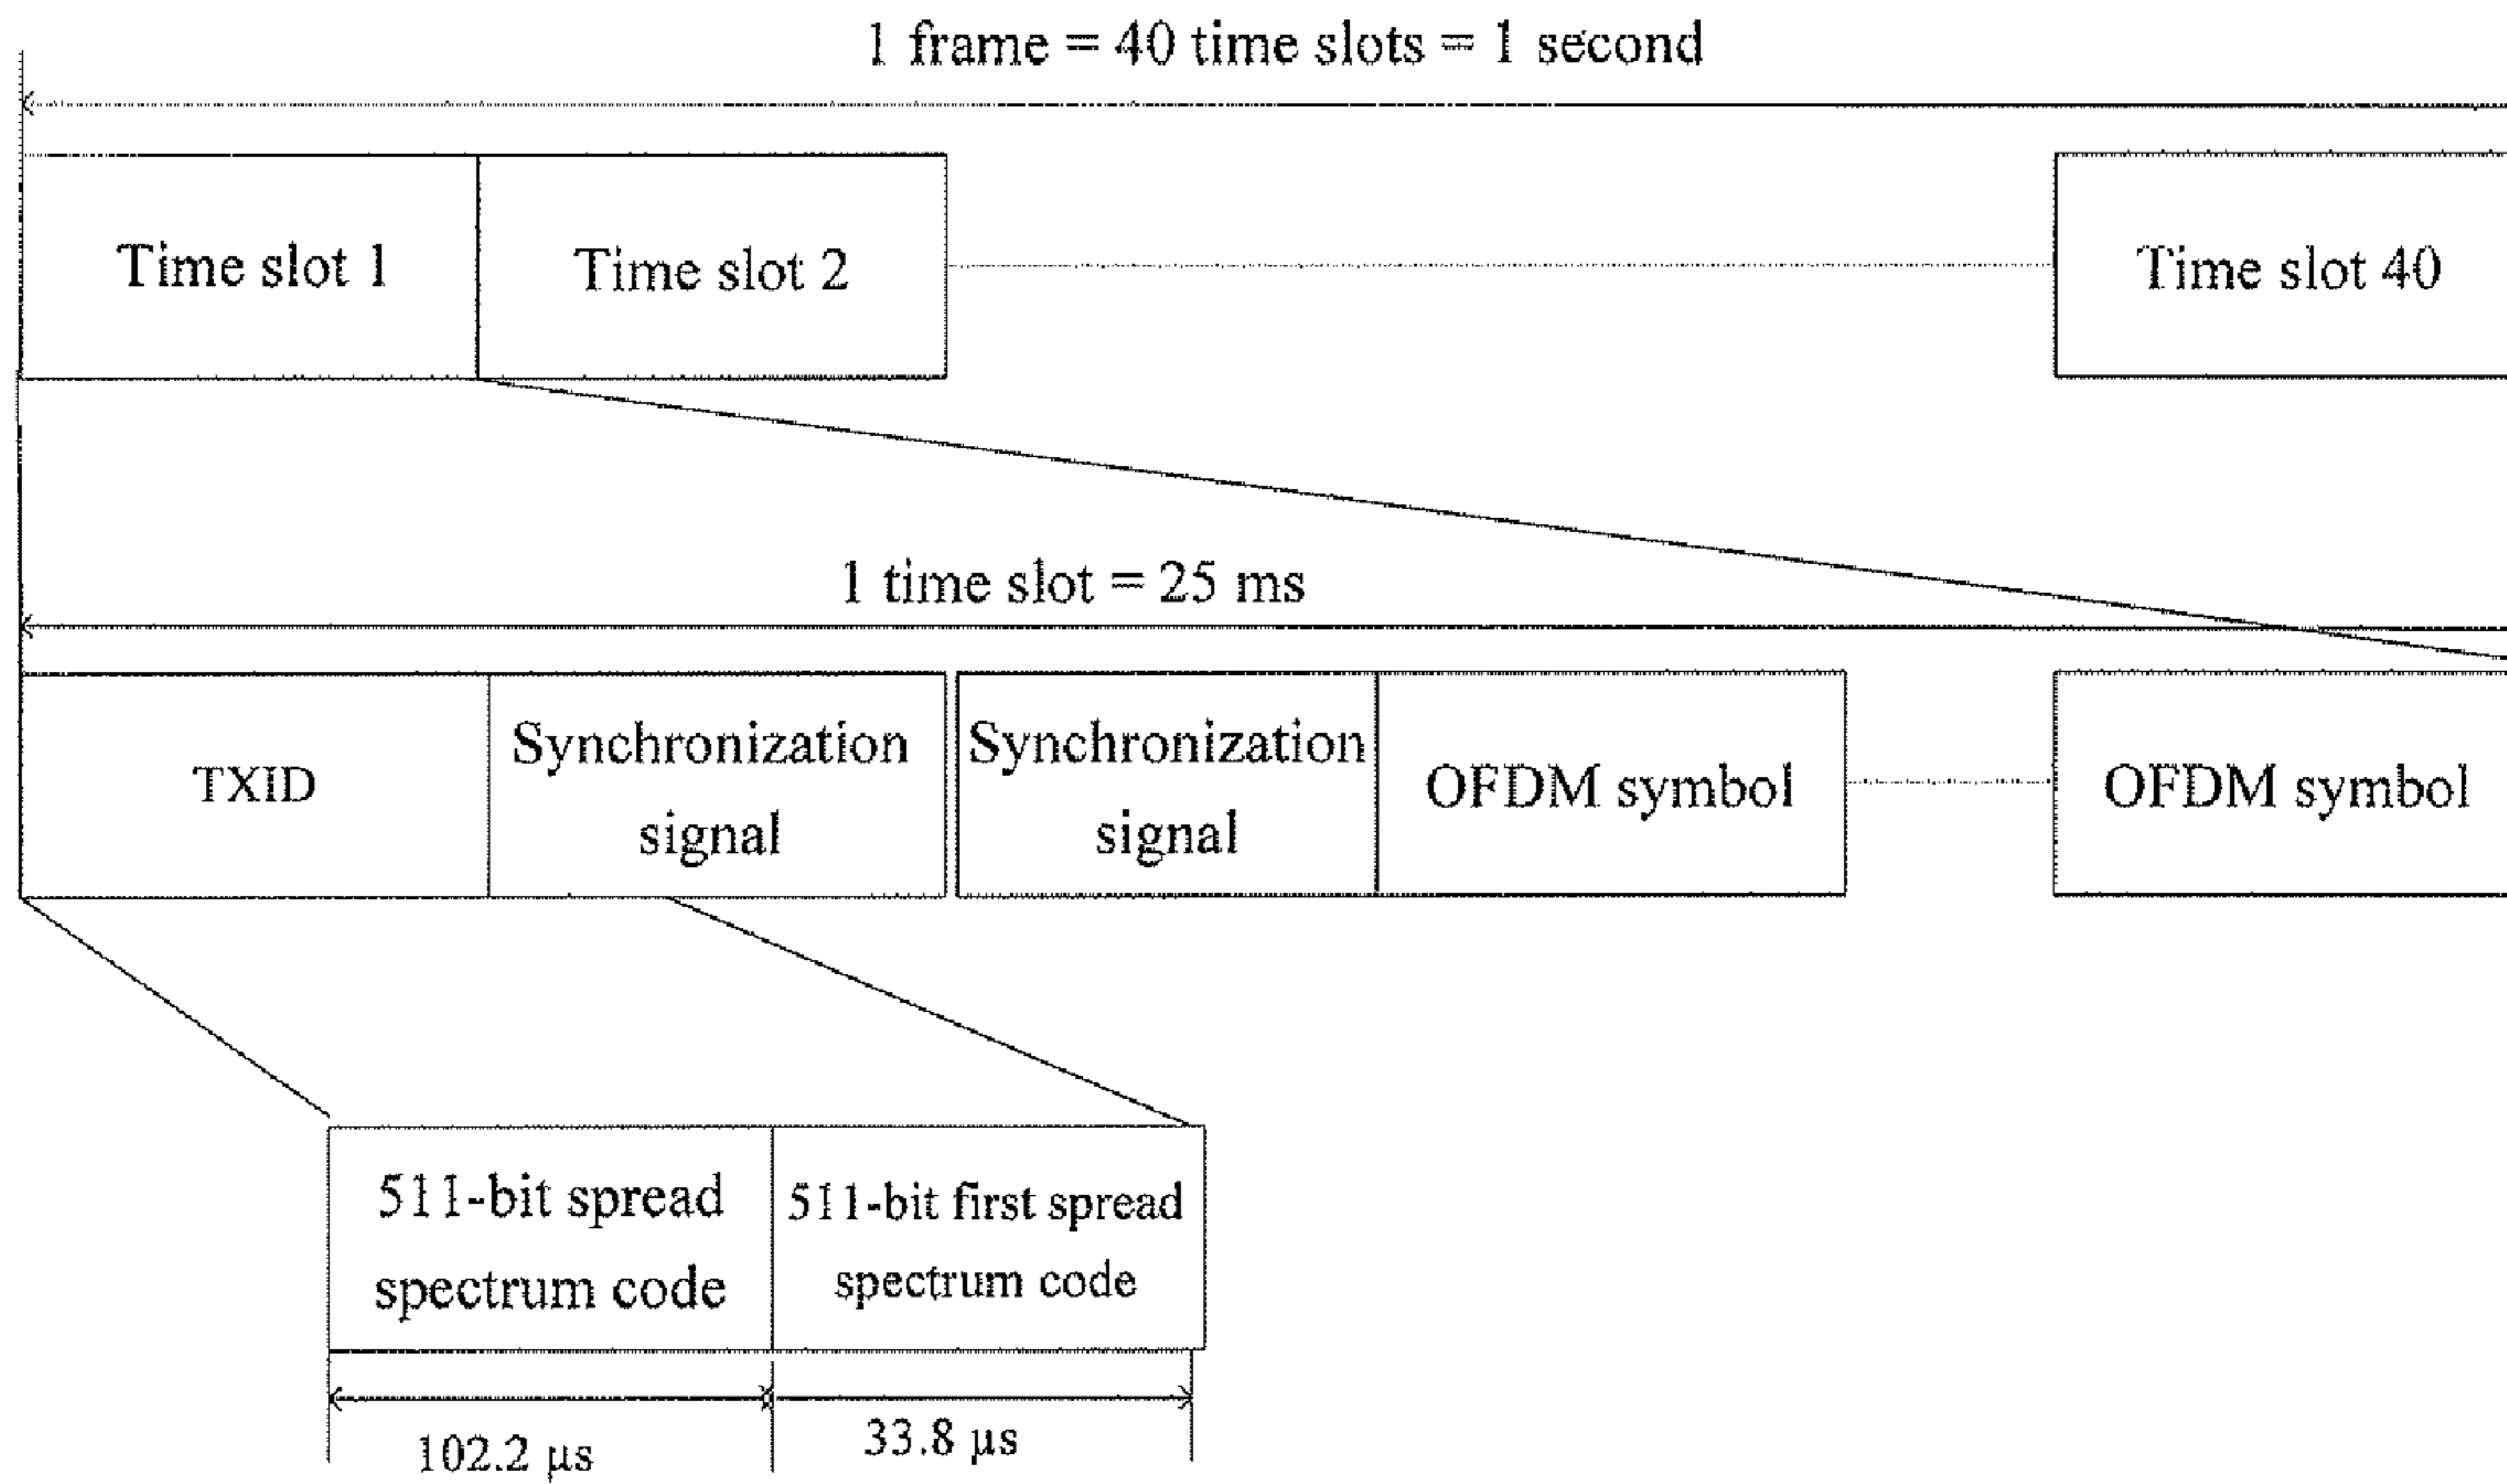 1 frame = 40 time slots = 1 second
Time slot 1
Time slot 2
Time slot 40
1 time slot = 25 ms
TXID
Synchronization
signal
Synchronization
signal
OFDM symbol
OFDM symbol
511-bit spread
spectrum code
511-bit first spread
spectrum code
102.2 μs
33.8 μs